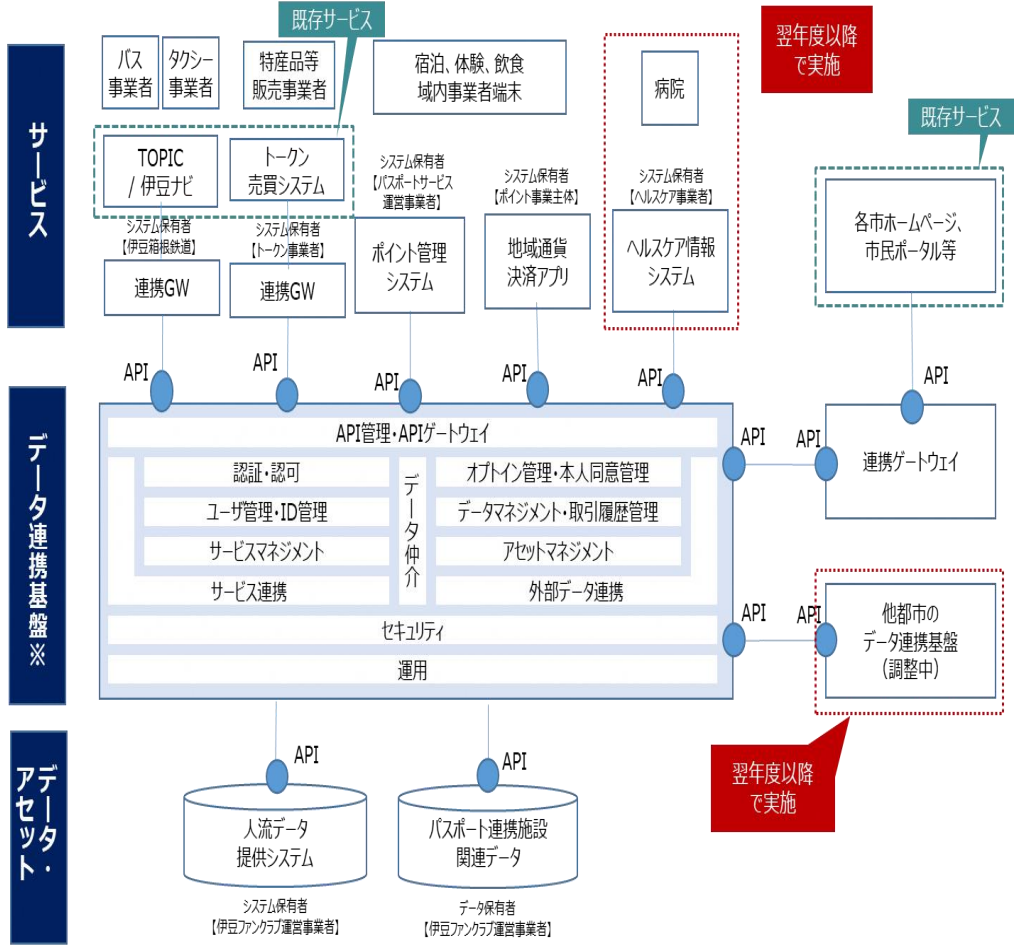 既存サービス
翌年度以降
で実施
サービス
バス
事業者
タクシー
事業者
特産品等
販売事業者
宿泊、体験、飲食
域内事業者端末
病院
既存サービス
TOPIC
/ 伊豆ナビ
トークン
売買システム
システム保有者
【パスポートサービス
運営事業者】
システム保有者
【ポイント事業主体】
システム保有者
【ヘルスケア事業者】
システム保有者
【伊豆箱根鉄道】
システム保有者
【トークン事業者】
連携GW
連携GW
ポイント管理
システム
地域通貨
決済アプリ
ヘルスケア情報
システム
各市ホームページ、
市民ポータル等
API
API
API
API
API
API
データ連携基盤※
API管理・APIゲートウェイ
認証・認可
ユーザ管理・ID管理
サービスマネジメント
サービス連携
データ仲介
オプトイン管理・本人同意管理
データマネジメント・取引履歴管理
アセットマネジメント
外部データ連携
セキュリティ
運用
API
API
連携ゲートウェイ
API
API
他都市の
データ連携基盤
（調整中）
翌年度以降
で実施
データ・
アセット
API
API
人流データ
提供システム
パスポート連携施設
関連データ
システム保有者
【伊豆ファンクラブ運営事業者】
データ保有者
【伊豆ファンクラブ運営事業者】